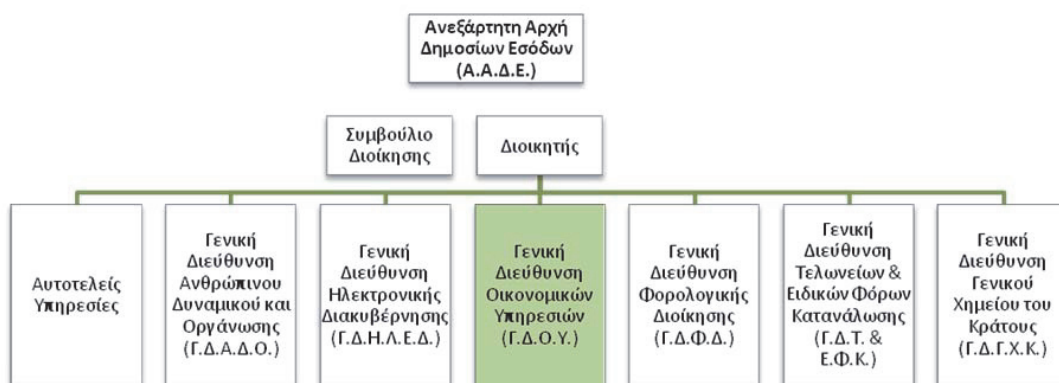 Ανεξάρτητη Αρχή
Δημοσίων Εσόδων
(Α.Α.Δ.Ε.)
Συμβούλιο
Διοίκησης
Διοικητής
Αυτοτελείς
Υπηρεσίες
Γενική
Διεύθυνση
Ανθρώπινου
Δυναμικού και
Οργάνωσης
(Γ.Δ.Α.Δ.Ο.)
Γενική
Διεύθυνση
Ηλεκτρονικής
Διακυβέρνησης
(Γ.Δ.Η.Λ.Ε.Δ.)
Γενική
Διεύθυνση
Οικονομικών
Υπηρεσιών
(Γ.Δ.Ο.Υ.)
Γενική
Διεύθυνση
Φορολογικής
Διοίκησης
(Γ.Δ.Φ.Δ.)
Γενική
Διεύθυνση
Τελωνείων &
Ειδικών Φόρων
Κατανάλωσης
(Γ.Δ.Τ. &
Ε.Φ.Κ.)
Γενική
Διεύθυνση
Γενικού
Χημείου του
Κράτους
(Γ.Δ.Γ.Χ.Κ.)